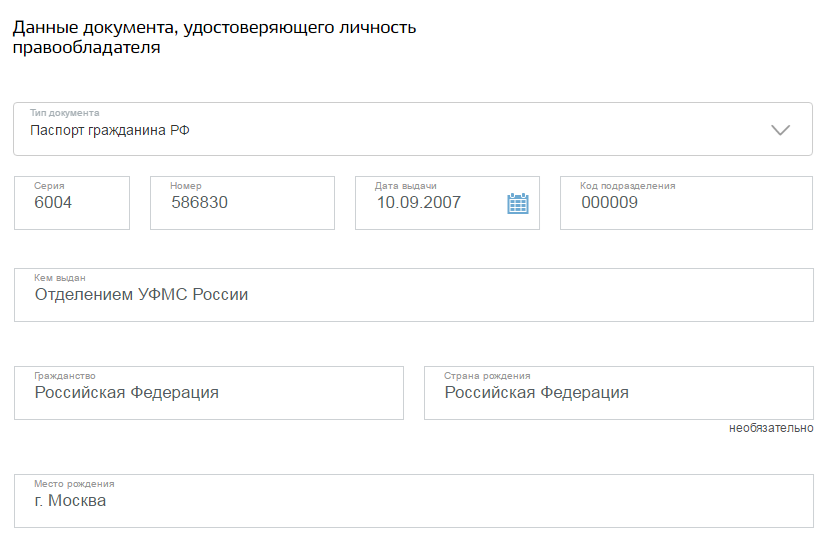 Данные документа, удостоверяющего личность
правообладателя
Тип документа
Паспорт гражданина РФ
Серия
6004
Номер
586830
Дата выдачи
10.09.2007
Код подразделения
000009
Кем выдан
Отделением УФМС России
Гражданство
Российская Федерация
Страна рождения
Российская Федерация
необязательно
Место рождения
г. Москва